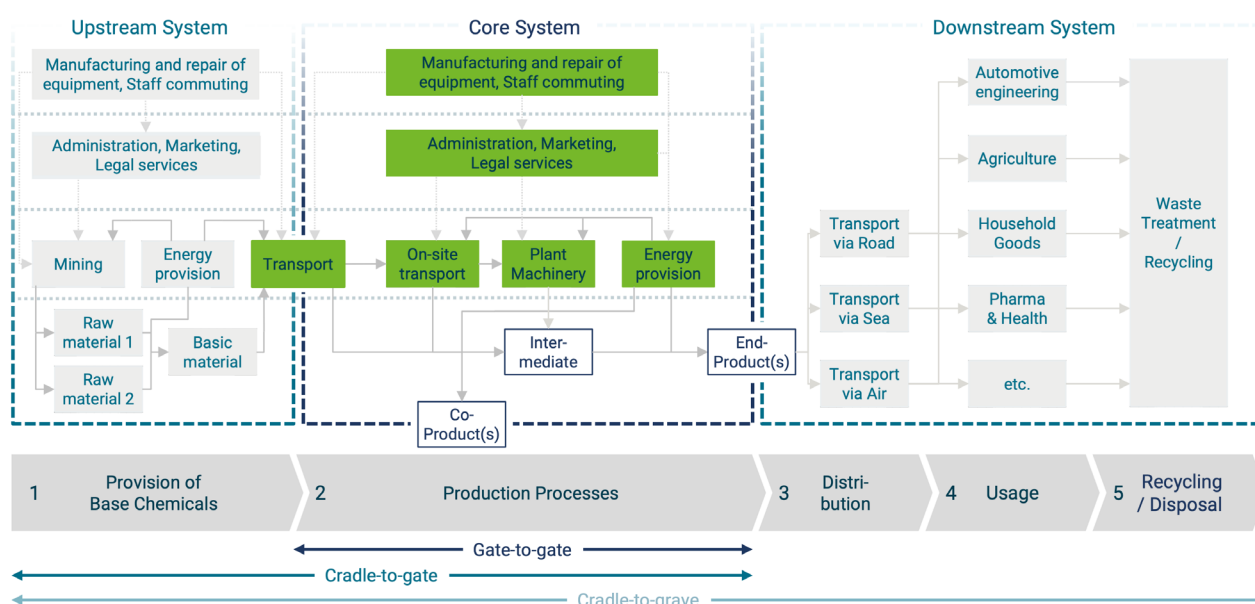 Upstream System
Core System
Downstream System
Manufacturing and repair of
equipment, Staff commuting
Manufacturing and repair of
equipment, Staff commuting
Automotive
engineering
Administration, Marketing,
Legal services
Administration, Marketing,
Legal services
Agriculture
Waste
Treatment
/
Recycling
Mining
Energy
provision
Transport
On-site
transport
Plant
Machinery
Energy
provision
Transport
via Road
Household
Goods
Raw
material 1
Basic
material
Inter-
mediate
End-
Product(s)
Transport
via Sea
Pharma
& Health
Raw
material 2
Co-
Product(s)
Transport
via Air
etc.
1
Provision of
Base Chemicals
2
Production Processes
3
Distri-
bution
4
Usage
5
Recycling
/ Disposal
Gate-to-gate
Cradle-to-gate
Cradle-to-grave